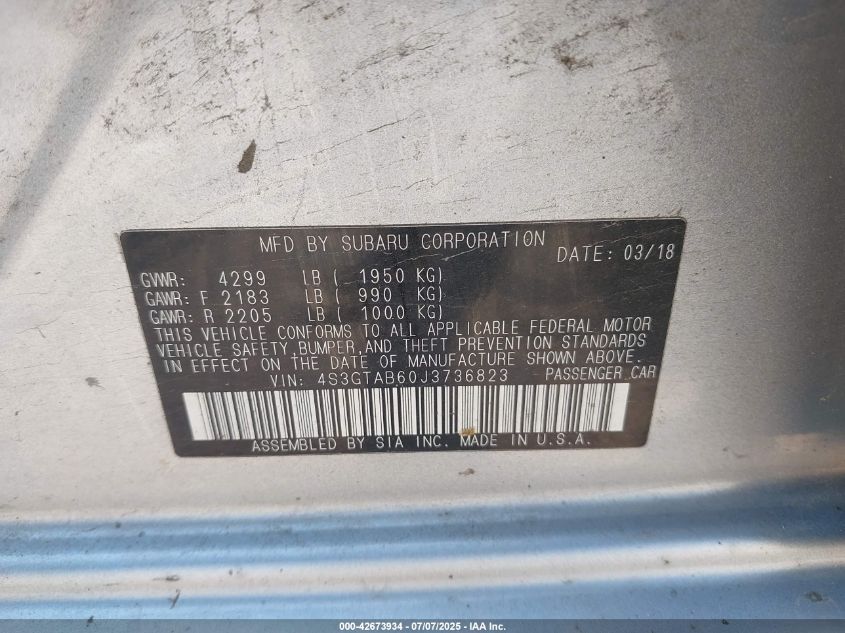 MFD BY SUBARU CORPORATION DATE: 03/18
GVWR: 4299 LB ( 1950 KG)
GAWR: F 2183 LB ( 990 KG)
GAWR: R 2205 LB ( 1000 KG)
THIS VEHICLE CONFORMS TO ALL APPLICABLE FEDERAL MOTOR
VEHICLE SAFETY,BUMPER,AND THEFT PREVENTION STANDARDS
IN EFFECT ON THE DATE OF MANUFACTURE SHOWN ABOVE.
VIN: 4S3GTAB60J3736823 PASSENGER CAR
ASSEMBLED BY SIA INC. MADE IN U.S.A.
000-42673934 - 07/07/2025 - IAA Inc.